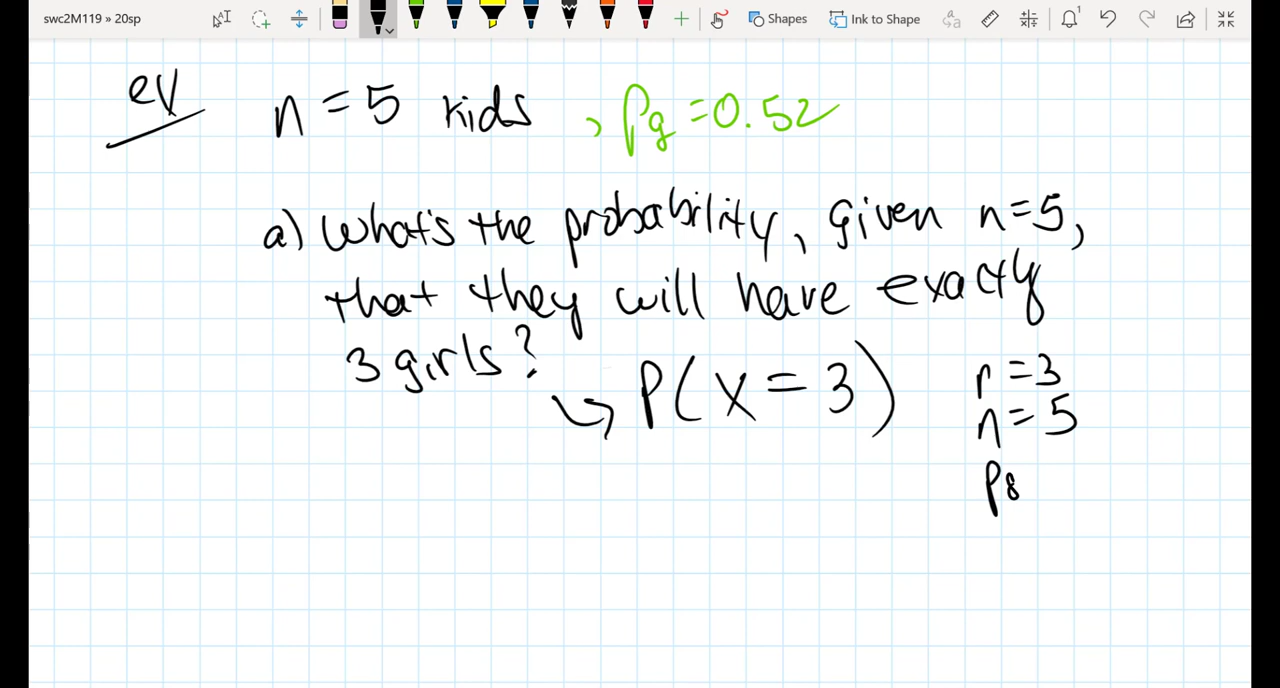 swc2M119 » 20sp
Shapes
Ink to Shape
ex
n = 5 kids , Pg = 0.52
a) What's the probability, given n=5,
that they will have exactly
3 girls?
P(x = 3)
r = 3
n = 5
Pg